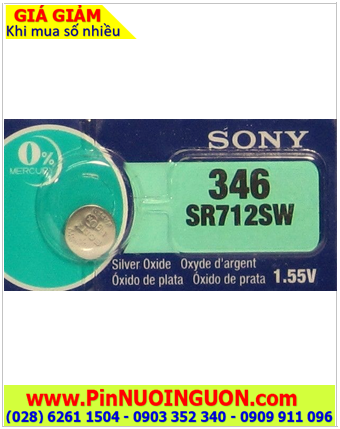 GIÁ GIẢM
Khi mua số nhiều
SONY
0%
MERCURY
346
SR712SW
Silver Oxide Oxyde d'argent
Óxido de plata Óxido de prata 1.55V
www.PinNUOINGUON.com
(028) 6261 1504 - 0903 352 340 - 0909 911 096